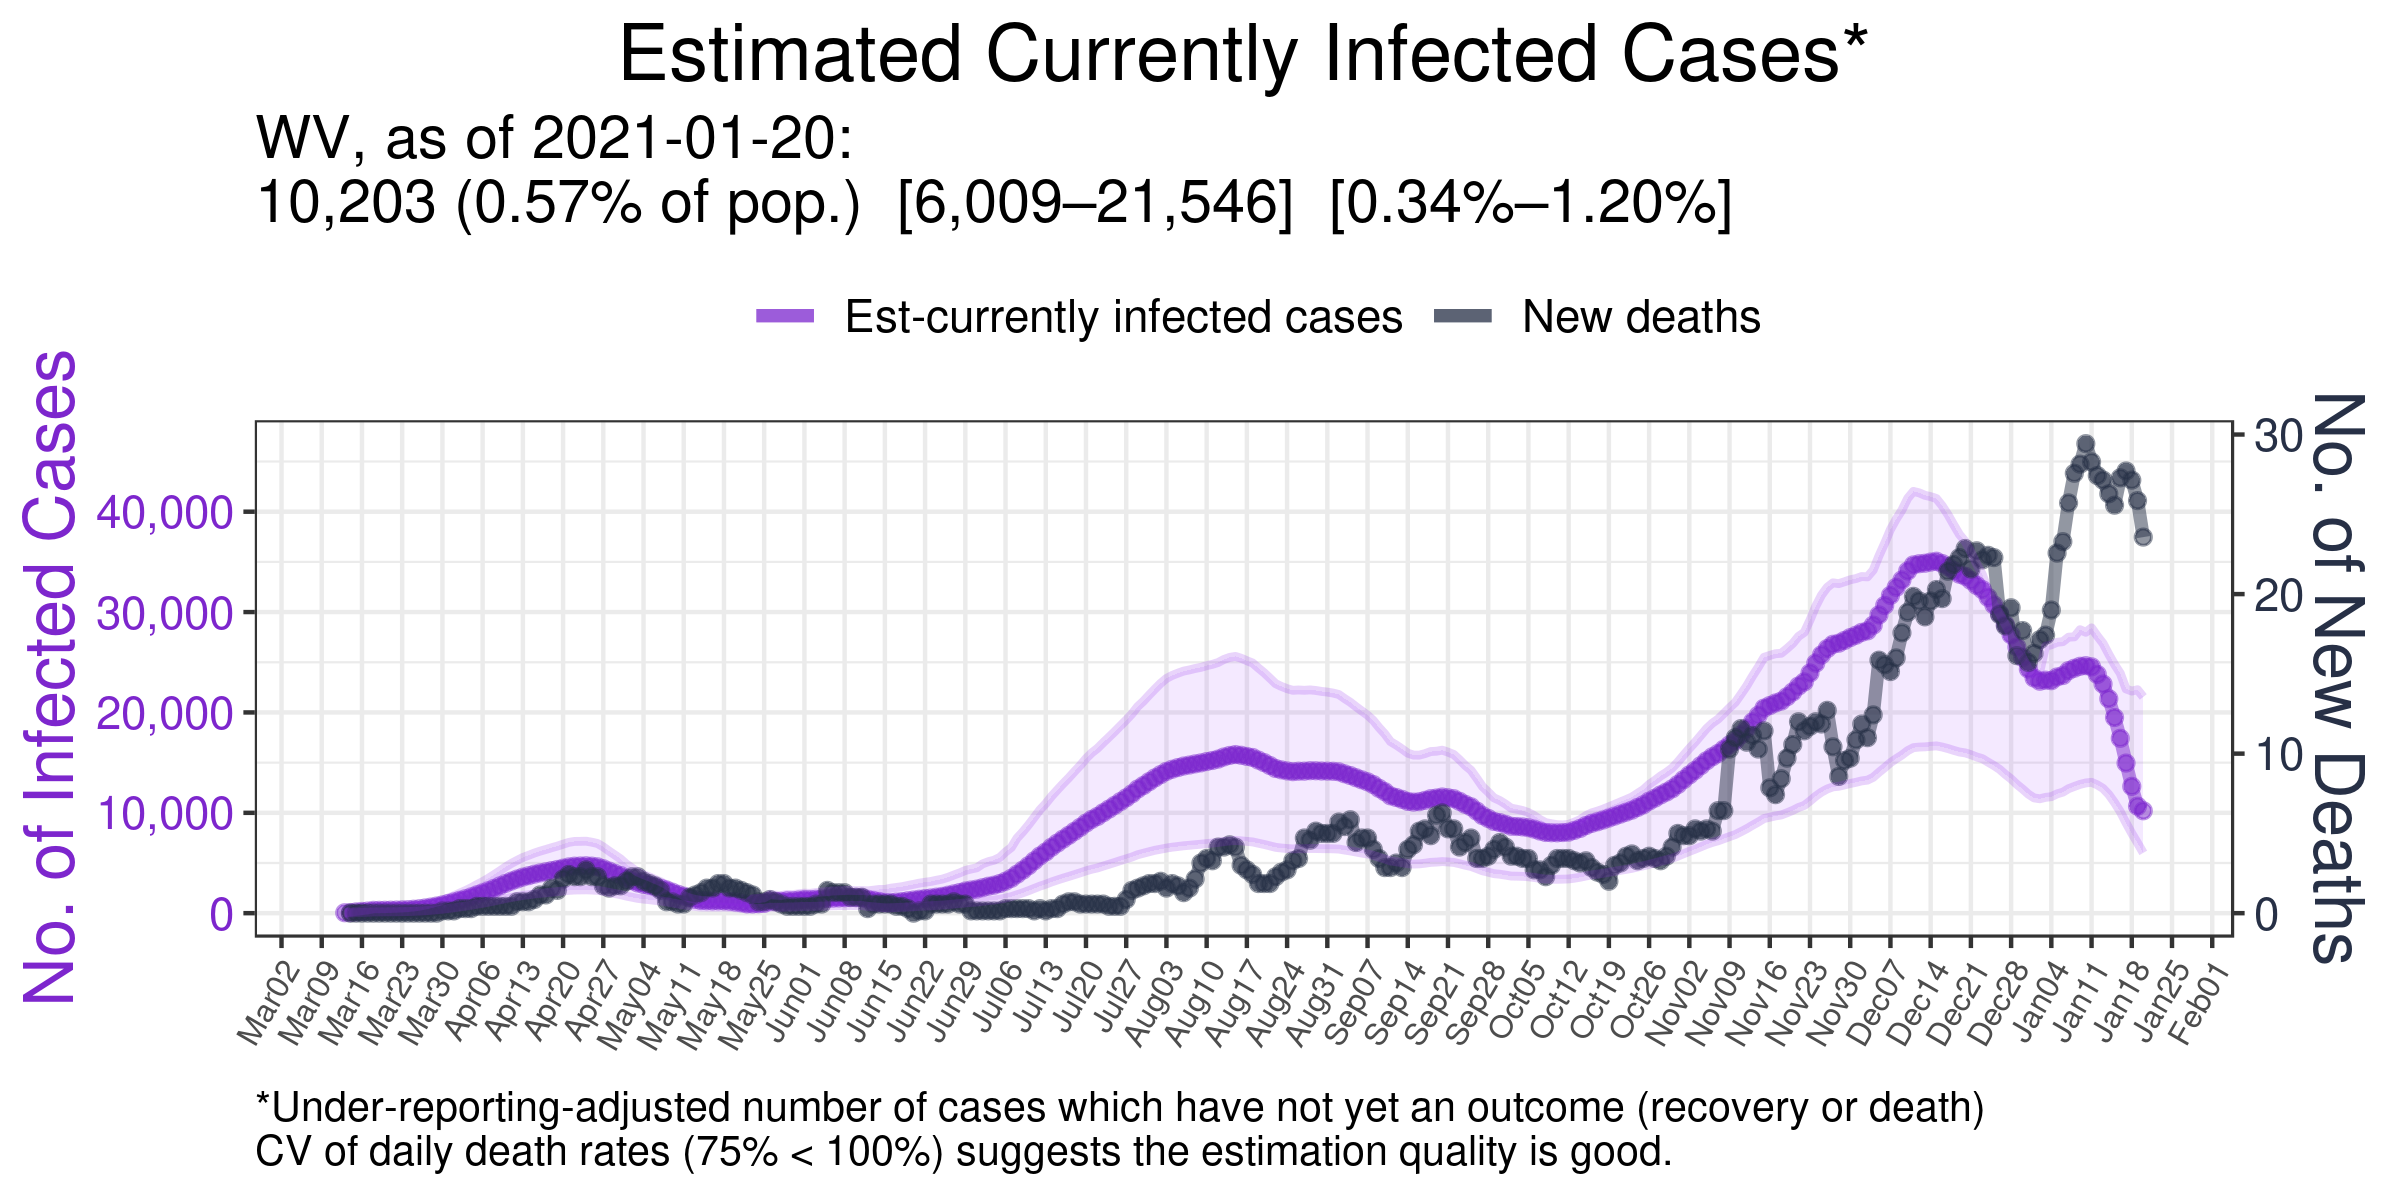 Estimated Currently Infected Cases*
WV, as of 2021-01-20:
10,203 (0.57% of pop.)  [6,009–21,546]  [0.34%–1.20%]
Est-currently infected cases
New deaths
No. of Infected Cases
40,000
30,000
20,000
10,000
0
30
20
10
0
No. of New Deaths
Mar02
Mar09
Mar16
Mar23
Mar30
Apr06
Apr13
Apr20
Apr27
May04
May11
May18
May25
Jun01
Jun08
Jun15
Jun22
Jun29
Jul06
Jul13
Jul20
Jul27
Aug03
Aug10
Aug17
Aug24
Aug31
Sep07
Sep14
Sep21
Sep28
Oct05
Oct12
Oct19
Oct26
Nov02
Nov09
Nov16
Nov23
Nov30
Dec07
Dec14
Dec21
Dec28
Jan04
Jan11
Jan18
Jan25
Feb01
*Under-reporting-adjusted number of cases which have not yet an outcome (recovery or death)
CV of daily death rates (75% < 100%) suggests the estimation quality is good.